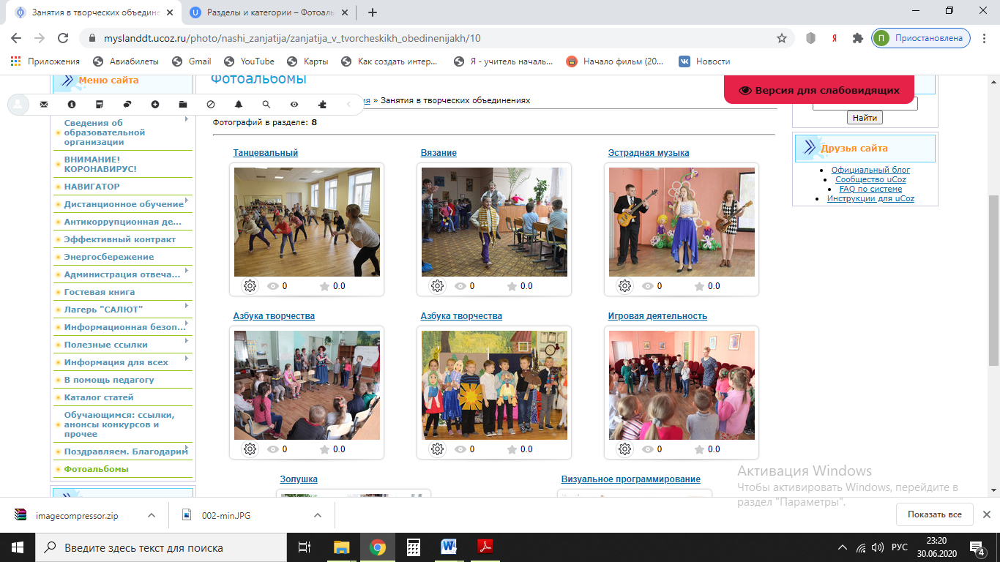 Занятия в творческих объедине
Разделы и категории – Фотоаль
myslanddt.ucoz.ru/photo/nashi_zanjatija/zanjatija_v_tvorcheskikh_obedinenijakh/10
П Приостановлена
Приложения
Авиабилеты
Gmail
YouTube
Карты
Как создать интер...
Я - учитель началь...
Начало фильм (20...
Новости
Меню сайта
Фотоальбомы
Версия для слабовидящих
» Занятия в творческих объединениях
Найти
Фотографий в разделе: 8
Сведения об
образовательной
организации
ВНИМАНИЕ!
КОРОНАВИРУС!
НАВИГАТОР
Дистанционное обучение
Антикоррупционная де...
Эффективный контракт
Энергосбережение
Администрация отвеча...
Гостевая книга
Лагерь "САЛЮТ"
Информационная безоп...
Полезные ссылки
Информация для всех
В помощь педагогу
Каталог статей
Обучающимся: ссылки,
анонсы конкурсов и
прочее
Поздравляем. Благодарим
Фотоальбомы
Танцевальный
Вязание
Эстрадная музыка
0 0.0
0 0.0
0 0.0
Азбука творчества
Азбука творчества
Игровая деятельность
0 0.0
0 0.0
0 0.0
Золушка
Визуальное программирование
Друзья сайта
Официальный блог
Сообщество uCoz
FAQ по системе
Инструкции для uCoz
Активация Windows
Чтобы активировать Windows, перейдите в
раздел "Параметры".
imagecompressor.zip
002-min.JPG
Показать все
Введите здесь текст для поиска
РУС
23:20
30.06.2020
4